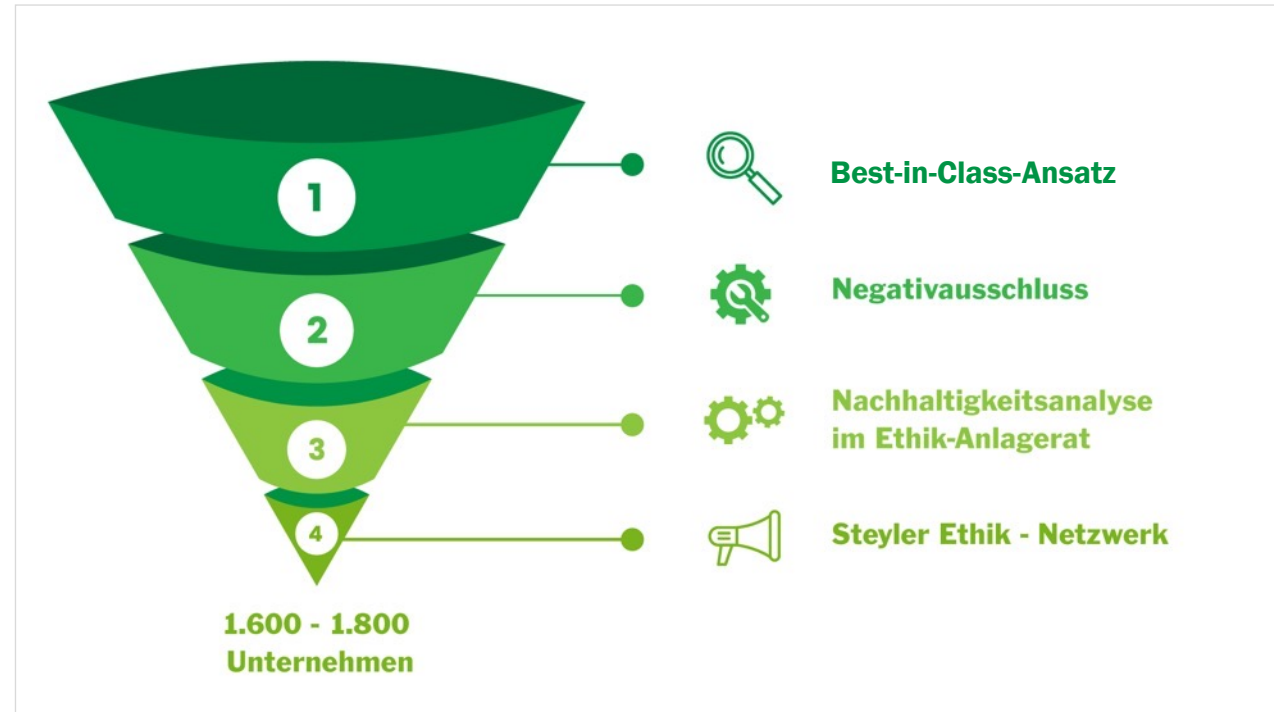 1
Best-in-Class-Ansatz
2
Negativausschluss
3
Nachhaltigkeitsanalyse
im Ethik-Anlagerat
4
Steyler Ethik - Netzwerk
1.600 - 1.800
Unternehmen